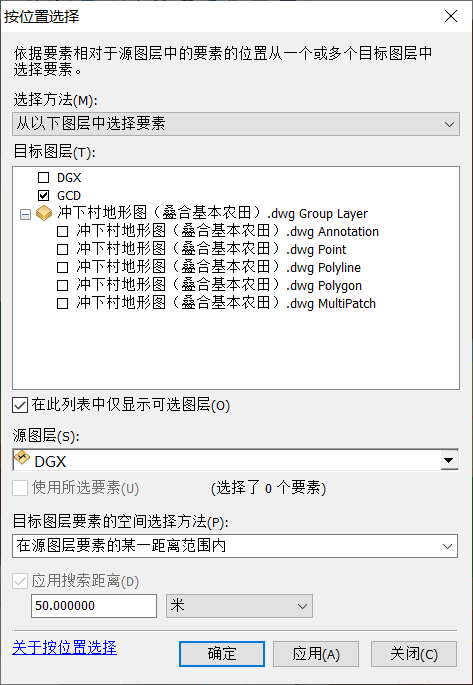 按位置选择
依据要素相对于源图层中的要素的位置从一个或多个目标图层中
选择要素。
选择方法(M):
从以下图层中选择要素
目标图层(T):
DGX
GCD
冲下村地形图（叠合基本农田）.dwg Group Layer
冲下村地形图（叠合基本农田）.dwg Annotation
冲下村地形图（叠合基本农田）.dwg Point
冲下村地形图（叠合基本农田）.dwg Polyline
冲下村地形图（叠合基本农田）.dwg Polygon
冲下村地形图（叠合基本农田）.dwg MultiPatch
在此列表中仅显示可选图层(O)
源图层(S):
DGX
使用所选要素(U) (选择了 0 个要素)
目标图层要素的空间选择方法(P):
在源图层要素的某一距离范围内
应用搜索距离(D)
50.000000 米
关于按位置选择 确定 应用(A) 关闭(C)